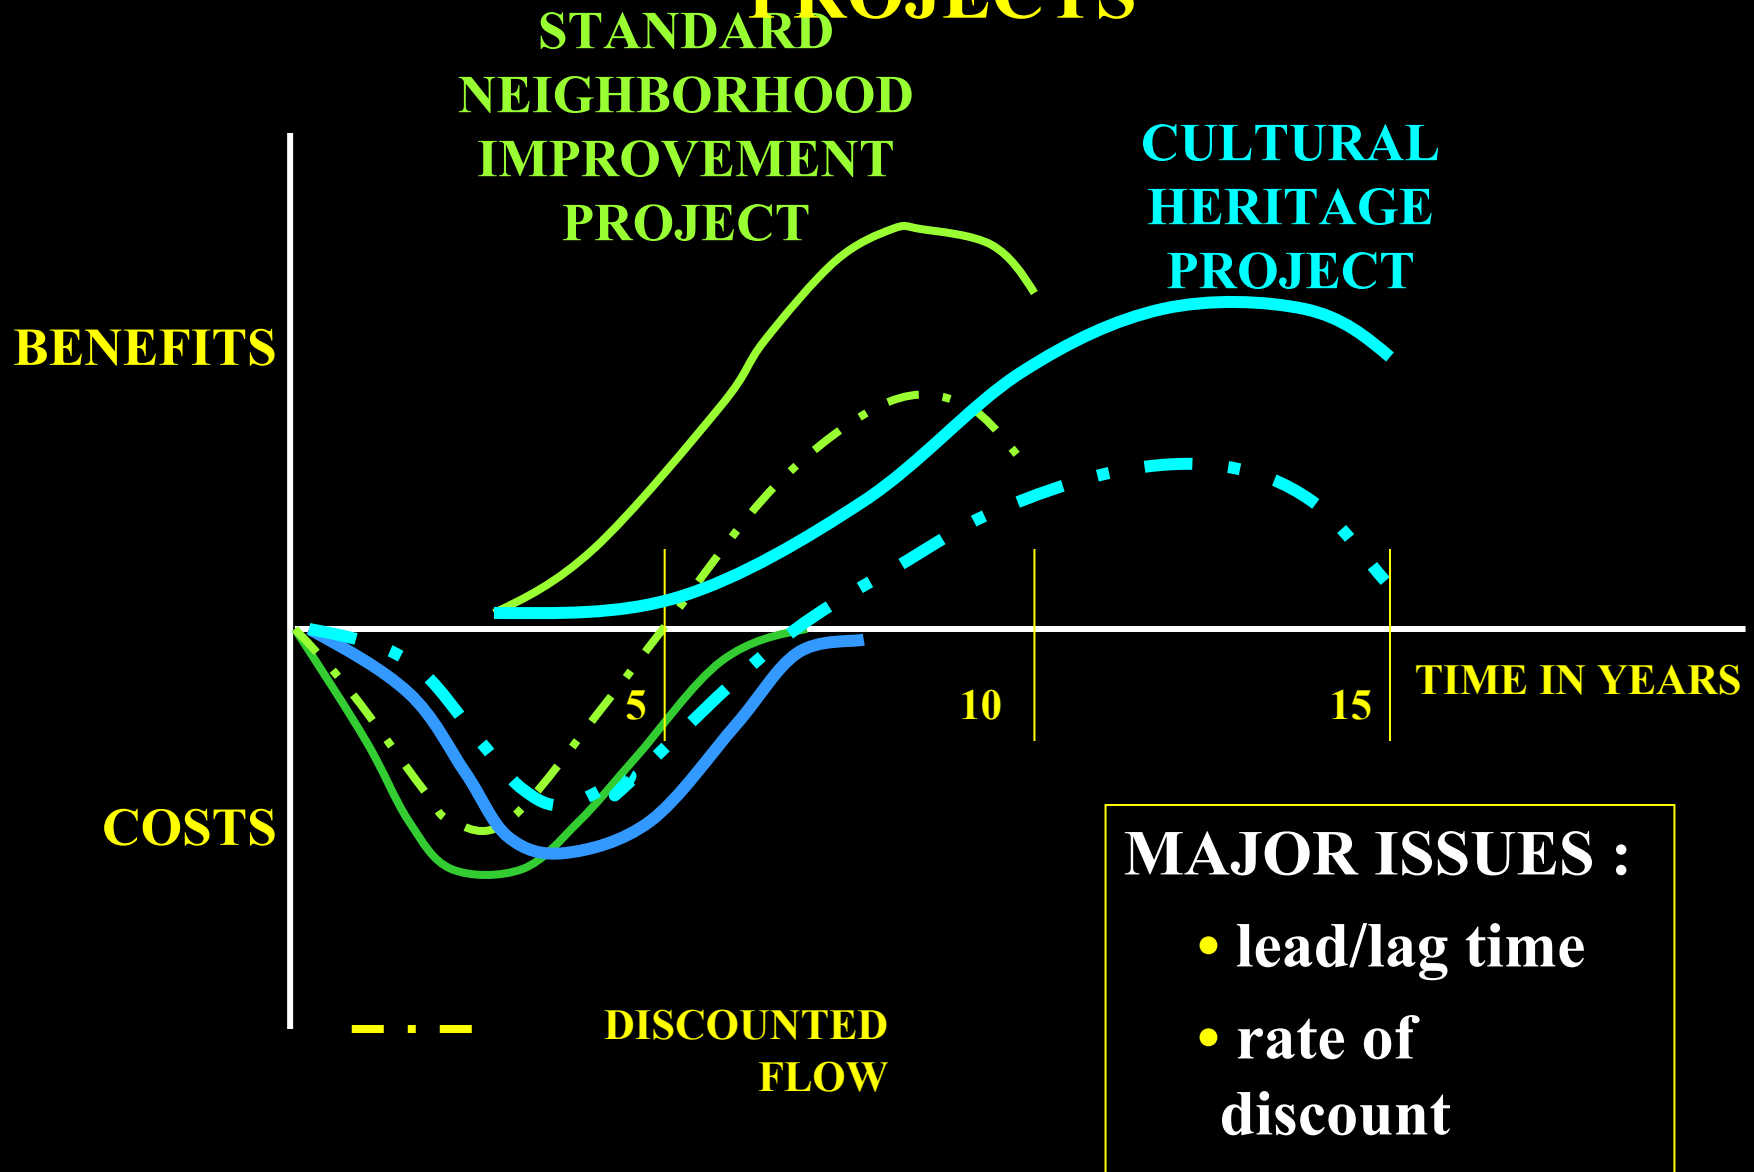 PROJECTS
STANDARD
NEIGHBORHOOD
IMPROVEMENT
PROJECT
CULTURAL
HERITAGE
PROJECT
BENEFITS
5
10
15
TIME IN YEARS
COSTS
MAJOR ISSUES :
• lead/lag time
• rate of
discount
DISCOUNTED
FLOW